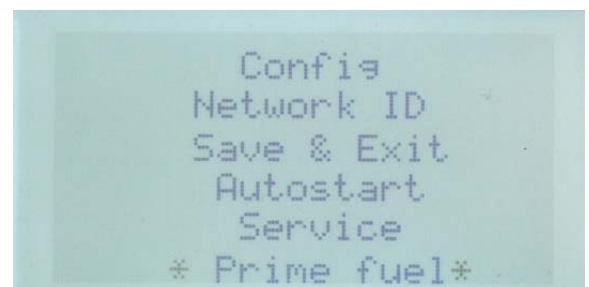 Config
Network ID
Save & Exit
Autostart
Service
* Prime fuel*